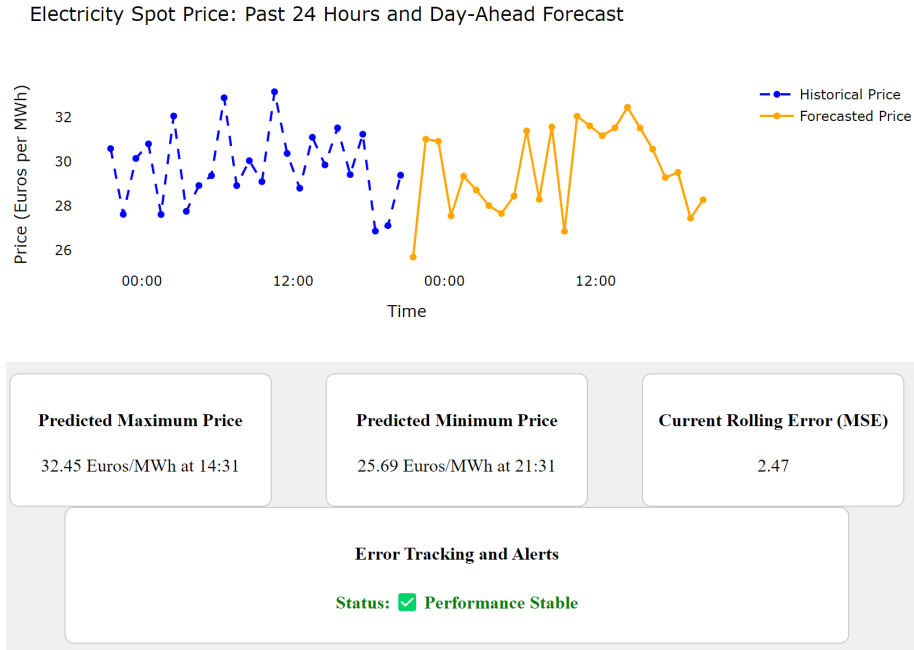 Electricity Spot Price: Past 24 Hours and Day-Ahead Forecast
Price (Euros per MWh)
32
30
28
26
00:00
12:00
00:00
12:00
Time
Historical Price
Forecasted Price
Predicted Maximum Price
32.45 Euros/MWh at 14:31
Predicted Minimum Price
25.69 Euros/MWh at 21:31
Current Rolling Error (MSE)
2.47
Error Tracking and Alerts
Status: ✅ Performance Stable